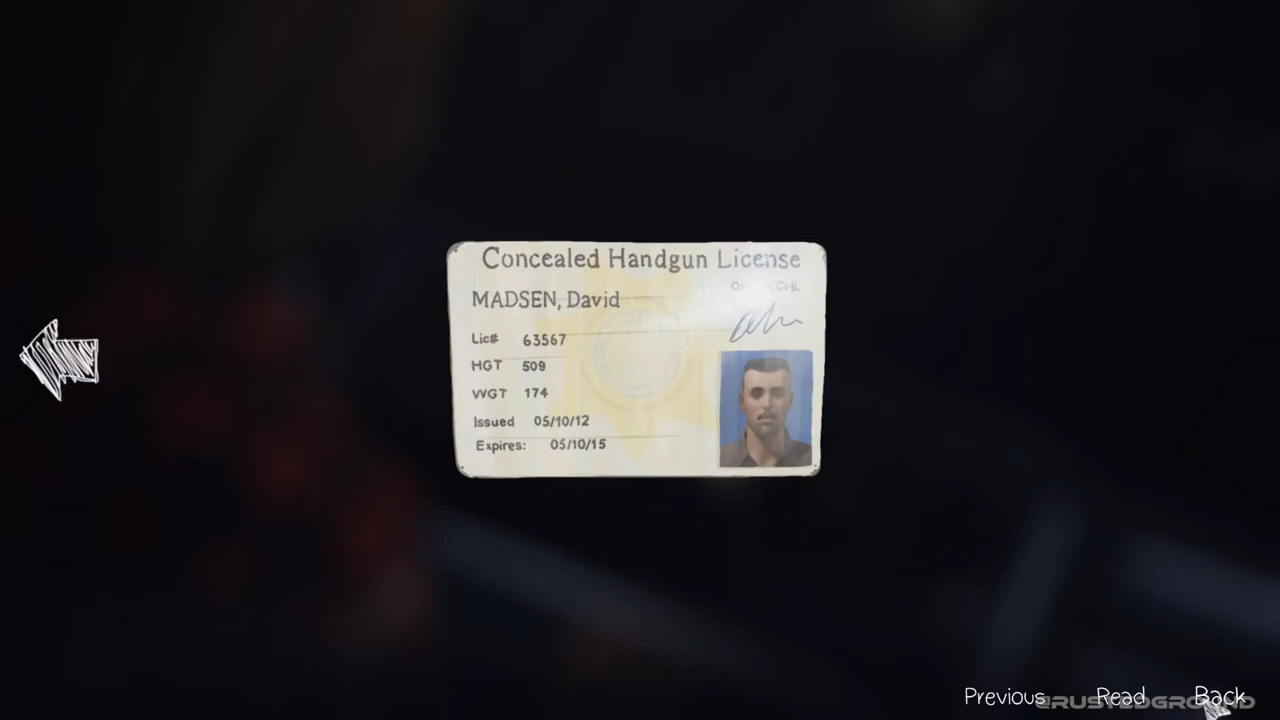 Concealed Handgun License
MADSEN, David
CHL
Lic# 63567
HGT 509
WGT 174
Issued 05/10/12
Expires: 05/10/15
Previous Read Back